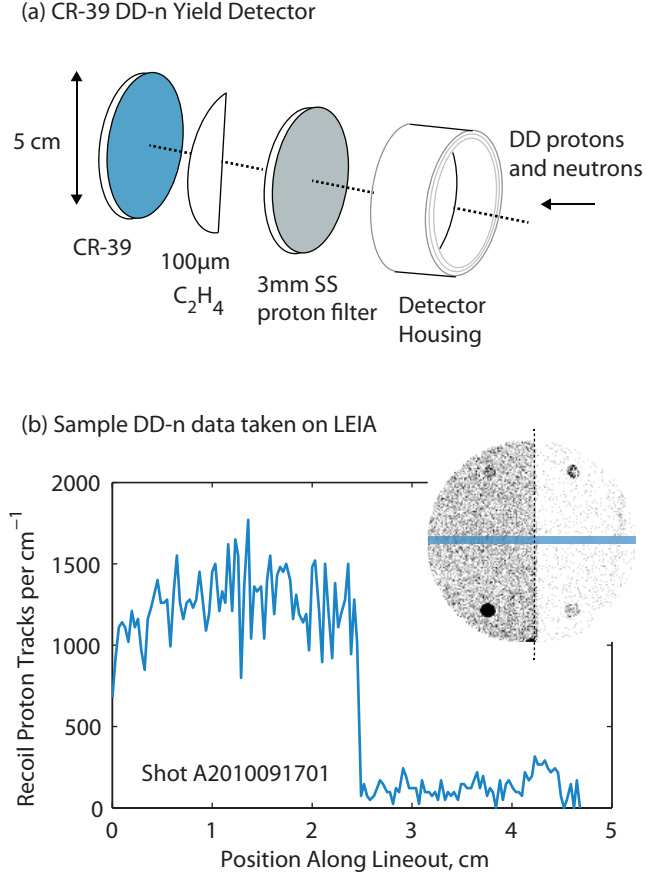 (a) CR-39 DD-n Yield Detector
5 cm
DD protons
and neutrons
CR-39
100μm
C₂H₄
3mm SS
proton filter
Detector
Housing
(b) Sample DD-n data taken on LEIA
Recoil Proton Tracks per cm⁻¹
2000
1500
1000
500
0
Shot A2010091701
0 1 2 3 4 5
Position Along Lineout, cm